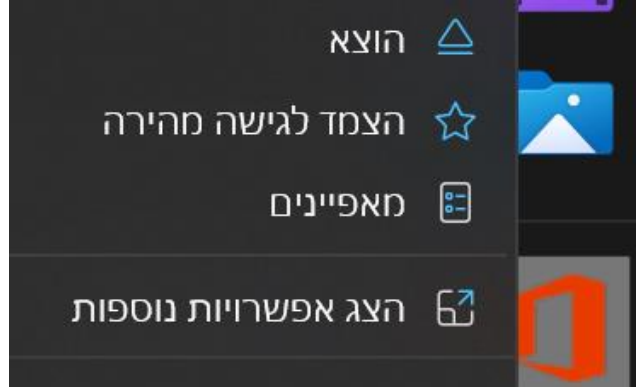 הוצא
הצמד לגישה מהירה
מאפיינים
הצג אפשרויות נוספות